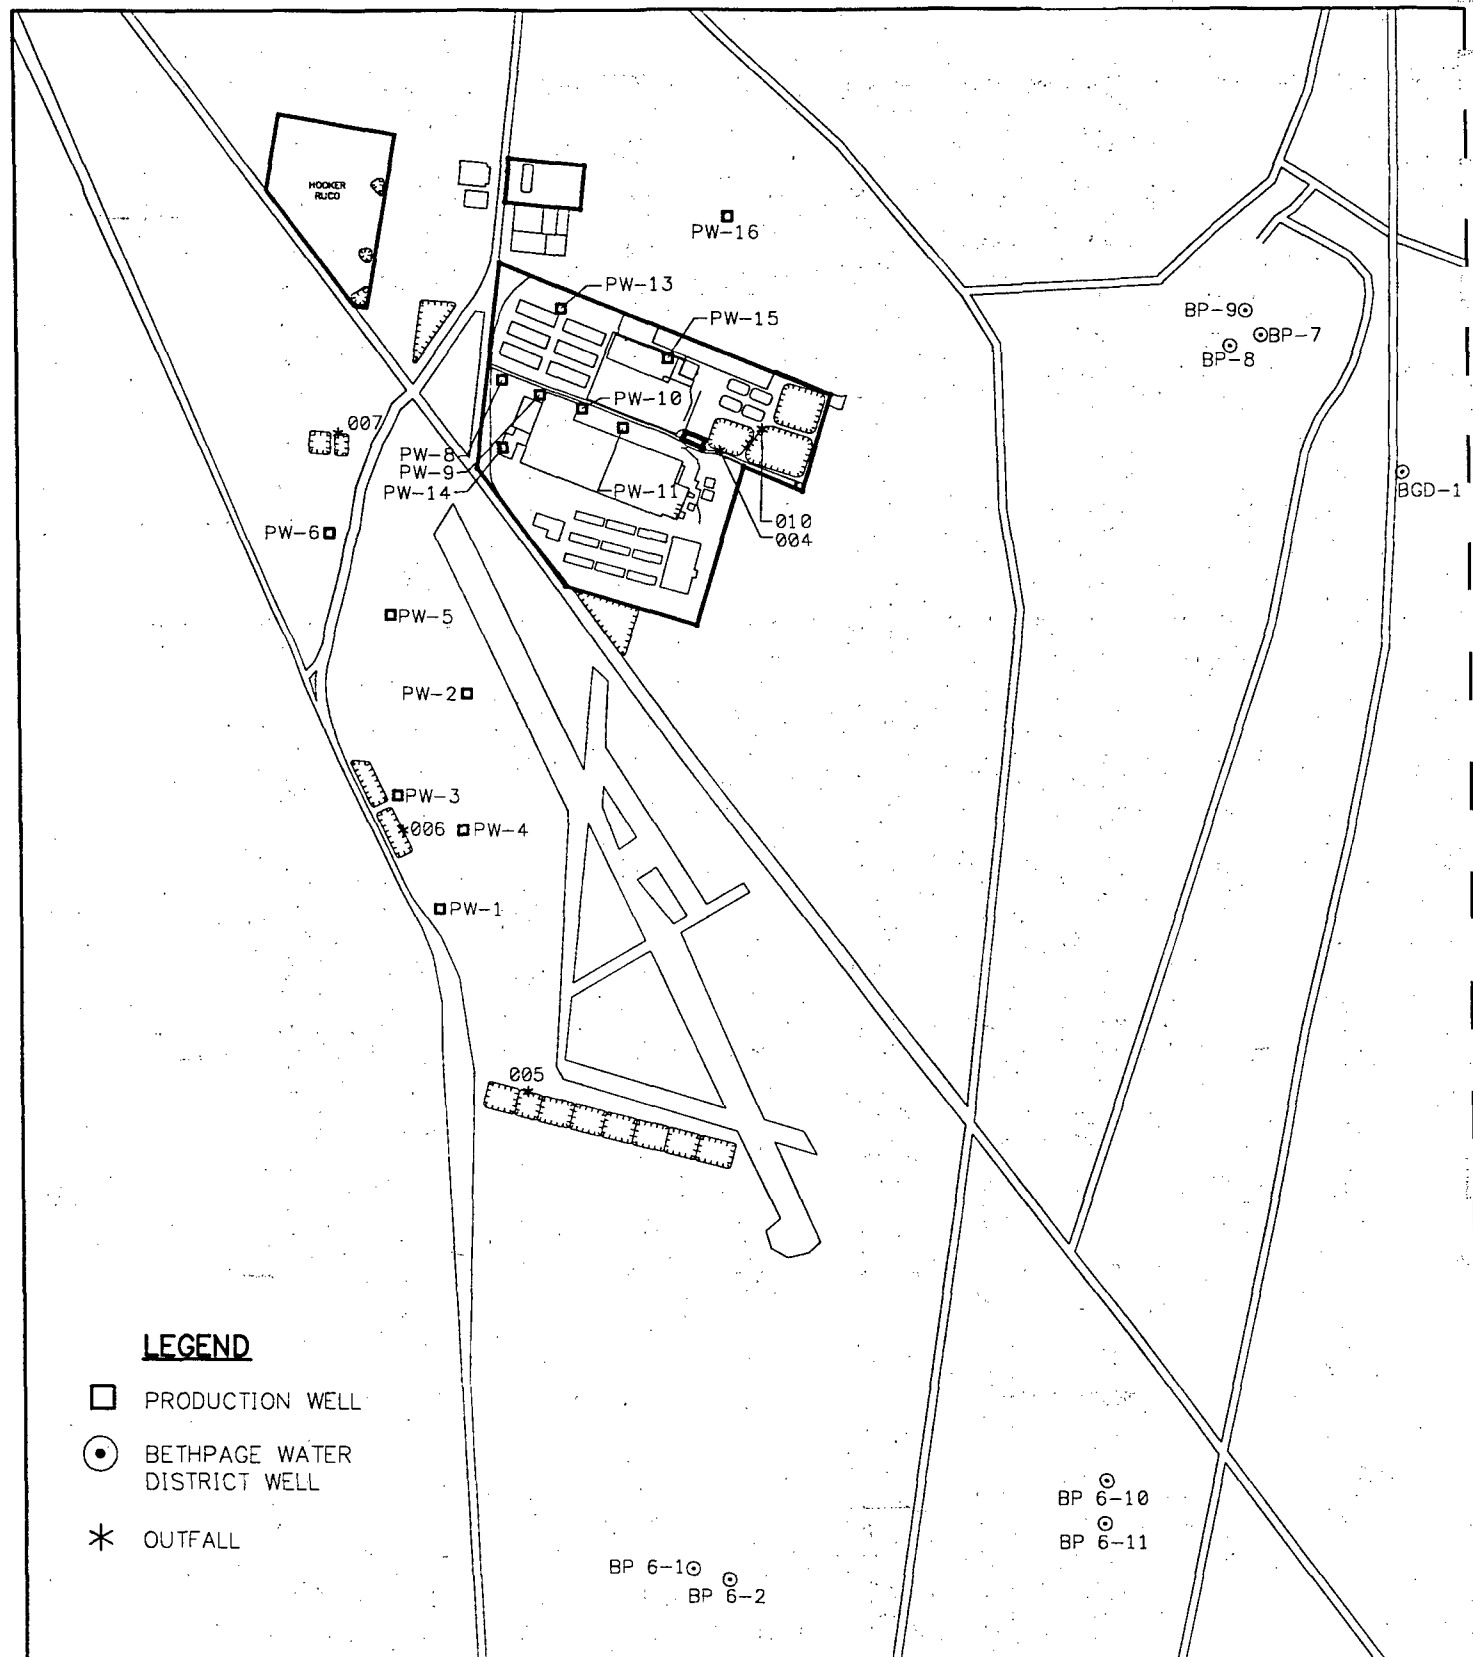 HOOKER
RUCO
PW-16
PW-13
PW-15
BP-9
BP-7
BP-8
PW-10
007
PW-8
PW-9
PW-14
PW-11
BGD-1
010
004
PW-6
PW-5
PW-2
PW-3
006
PW-4
PW-1
005
LEGEND
PRODUCTION WELL
BETHPAGE WATER
DISTRICT WELL
OUTFALL
BP 6-10
BP 6-11
BP 6-1
BP 6-2